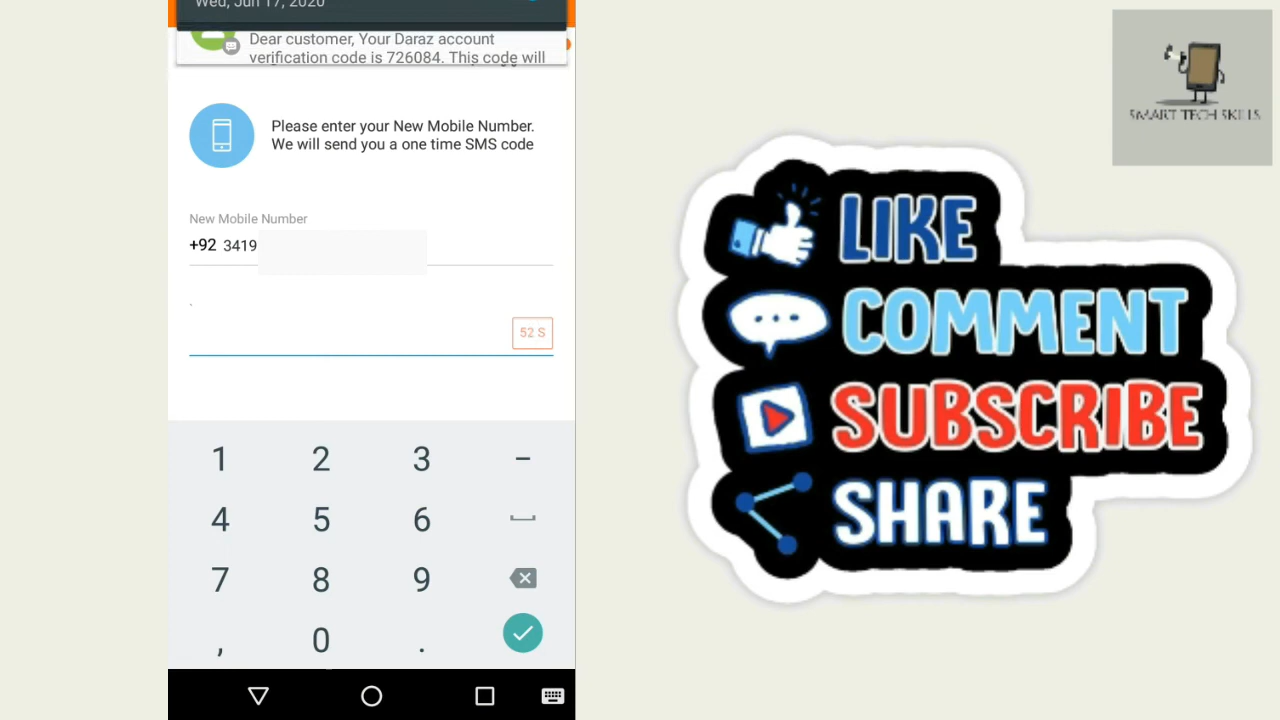 Wed, Jun 17, 2020
Dear customer, Your Daraz account
verification code is 726084. This code will
Please enter your New Mobile Number.
We will send you a one time SMS code
New Mobile Number
+92 3419
52 S
1 2 3 –
4 5 6
7 8 9
, 0 .
SMART TECH SKILLS
LIKE
COMMENT
SUBSCRIBE
SHARE